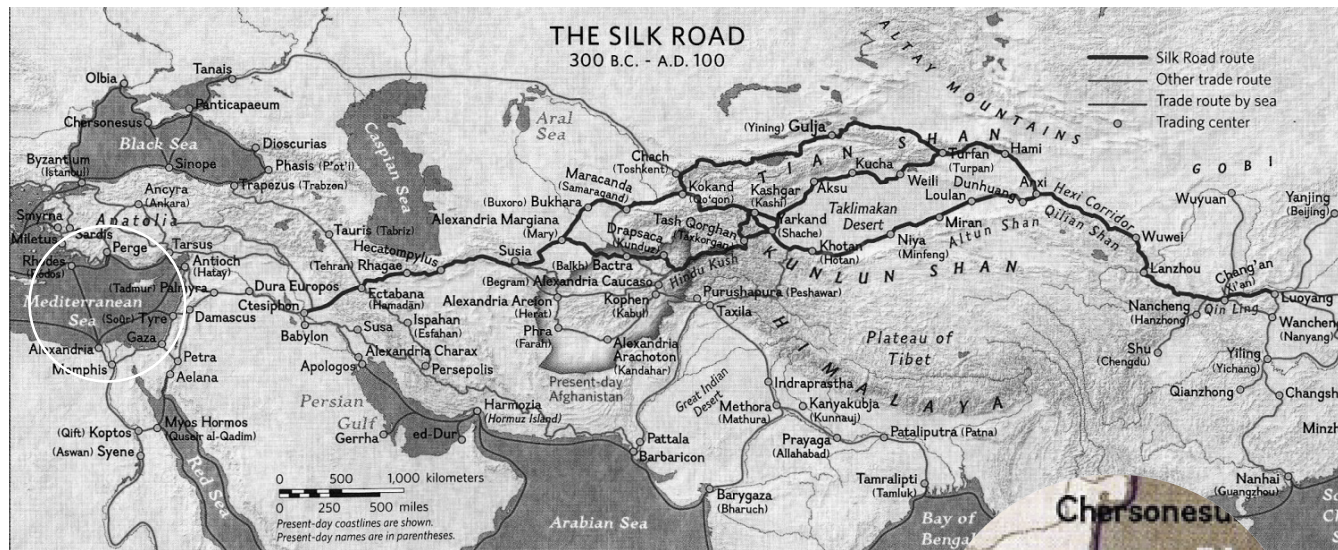 THE SILK ROAD
300 B.C. - A.D. 100
Silk Road route
Other trade route
Trade route by sea
Trading center
ALTAY MOUNTAINS
GOBI
TIAN SHAN
Olbia
Tanais
Panticapaeum
Chersonesus
Black Sea
Dioscurias
Phasis (P'ot'i)
Sinope
Trapezus (Trabzon)
Byzantium
(Istanbul)
Ancyra
(Ankara)
Anatolia
Smyrna
Sardis
Miletus
Perge
Tarsus
Rhodes
(Rodos)
Antioch
(Hatay)
Mediterranean
Sea
(Tadmur) Palmyra
(Soûr) Tyre
Damascus
Gaza
Alexandria
Memphis
Petra
Aelana
Myos Hormos
(Quseir al-Qadim)
(Qift) Koptos
(Aswan) Syene
Red Sea
Caspian Sea
Aral
Sea
Tauris (Tabriz)
Hecatompylus
(Tehran) Rhagae
Dura Europos
Ctesiphon
Babylon
Ectabana
(Hamadan)
Susa
Ispahan
(Esfahan)
Alexandria Charax
Apologos
Persepolis
Persian
Gulf
Gerrha
ed-Dur
Harmozia
(Hormuz Island)
Chach
(Toshkent)
Maracanda
(Samarqand)
(Buxoro) Bukhara
Alexandria Margiana
(Mary)
Susia
Kokand
(Qo'qon)
Kashgar
(Kashi)
Tash Qorghan
(Taxkorgan)
Drapsaca
(Kunduz)
(Balkh) Bactra
Hindu Kush
(Begram) Alexandria Caucaso
Alexandria Areion
(Herat)
Kophen
(Kabul)
Phra
(Farah)
Alexandria
Arachoton
(Kandahar)
Present-day
Afghanistan
Purushapura (Peshawar)
Taxila
(Yining) Gulja
Turfan
(Turpan)
Hami
Kucha
Aksu
Weili
Loulan
Dunhuang
Anxi
Hexi Corridor
Taklimakan
Desert
Yarkand
(Shache)
Khotan
(Hotan)
Niya
(Minfeng)
Miran
Altun Shan
Qilian Shan
KUNLUN SHAN
HIMALAYA
Plateau of
Tibet
Great Indian
Desert
Indraprastha
Methora
(Mathura)
Kanyakubja
(Kunnauj)
Prayaga
(Allahabad)
Pataliputra (Patna)
Tamralipti
(Tamluk)
Pattala
Barbaricon
Barygaza
(Bharuch)
Arabian Sea
Bay of
Bengal
Wuyuan
Yanjing
(Beijing)
Wuwei
Lanzhou
Chang'an
(Xi'an)
Luoyang
Nancheng
(Hanzhong)
Qin Ling
Wancheng
(Nanyang)
Shu
(Chengdu)
Yiling
(Yichang)
Qianzhong
Changsh
Minzh
Nanhai
(Guangzhou)
So
Ch
S
0 500 1,000 kilometers
0 250 500 miles
Present-day coastlines are shown.
Present-day names are in parentheses.
Chersonesu